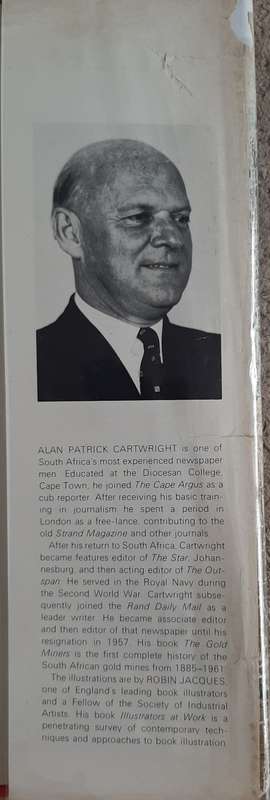 ALAN PATRICK CARTWRIGHT is one of
South Africa's most experienced newspaper
men. Educated at the Diocesan College,
Cape Town, he joined The Cape Argus as a
cub reporter. After receiving his basic train-
ing in journalism he spent a period in
London as a free-lance, contributing to the
old Strand Magazine and other journals.
After his return to South Africa, Cartwright
became features editor of The Star, Johan-
nesburg, and then acting editor of The Out-
span. He served in the Royal Navy during
the Second World War. Cartwright subse-
quently joined the Rand Daily Mail as a
leader writer. He became associate editor
and then editor of that newspaper until his
resignation in 1957. His book The Gold
Miners is the first complete history of the
South African gold mines from 1885–1961.
The illustrations are by ROBIN JACQUES,
one of England's leading book illustrators
and a Fellow of the Society of Industrial
Artists. His book Illustrators at Work is a
penetrating survey of contemporary tech-
niques and approaches to book illustration.